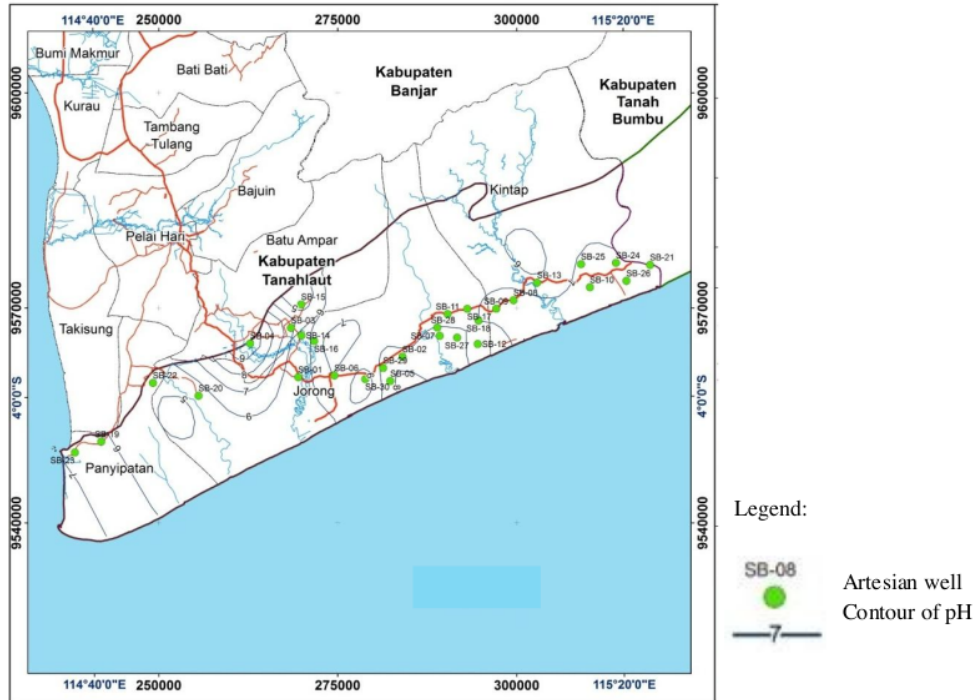 114°40'0"E
250000
275000
300000
115°20'0"E
9600000
9600000
Bumi Makmur
Kurau
Bati Bati
Kabupaten
Banjar
Kabupaten
Tanah
Bumbu
Tambang
Tulang
Bajuin
Kintap
Pelai Hari
Batu Ampar
Kabupaten
Tanahlaut
SB-25
SB-24
SB-21
SB-13
SB-10
SB-26
SB-15
SB-08
9570000
9570000
SB-11
SB-09
SB-03
SB-28
SB-17
Takisung
SB-04
SB-14
SB-07
SB-18
SB-16
SB-27
SB-12
SB-02
9
8
SB-01
SB-06
SB-29
SB-22
Jorong
SB-30
SB-05
SB-20
7
6
4°0'0"S
4°0'0"S
SB-19
SB-23
Panyipatan
9540000
9540000
114°40'0"E
250000
275000
300000
115°20'0"E
Legend:
SB-08
Artesian well
7
Contour of pH